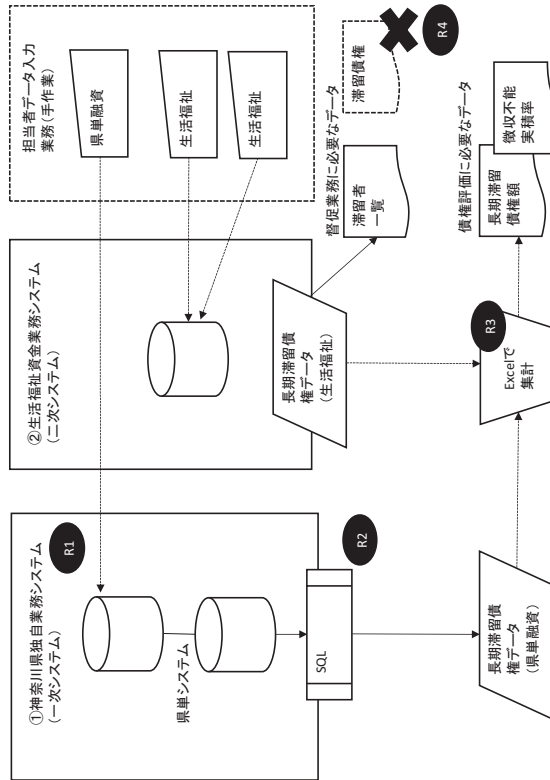 担当者データ入力
業務(手作業)
県単融資
生活福祉
生活福祉
滞留債権
R4
督促業務に必要なデータ
滞留者
一覧
債権評価に必要なデータ
長期滞留
債権額
徴収不能
実積率
②生活福祉資金業務システム
(二次システム)
長期滞留債
権データ
(生活福祉)
R3
Excelで
集計
①神奈川県独自業務システム
(一次システム)
R1
県単システム
R2
SQL
長期滞留債
権データ
(県単融資)